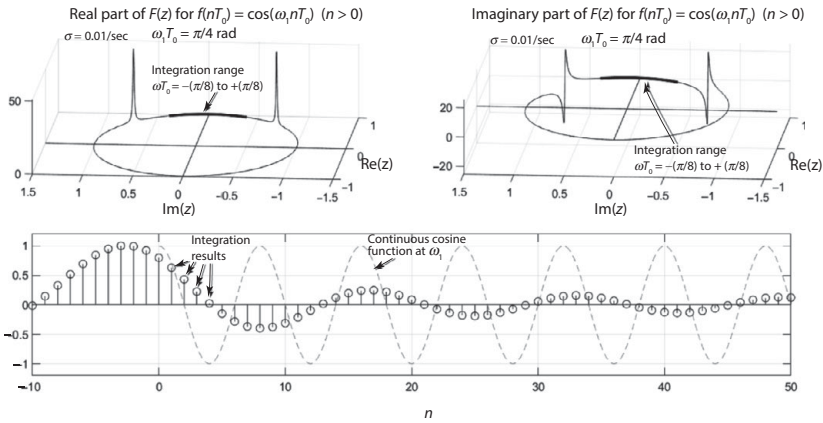 Real part of F(z) for f(nT₀) = cos(ω₁nT₀) (n > 0)
σ = 0.01/sec
ω₁T₀ = π/4 rad
Integration range
ωT₀ = −(π/8) to +(π/8)
50
0
1.5
1
0.5
0
-0.5
-1
-1.5
Im(z)
1
0
−1
Re(z)
Imaginary part of F(z) for f(nT₀) = cos(ω₁nT₀) (n > 0)
σ = 0.01/sec
ω₁T₀ = π/4 rad
20
0
−20
Integration range
ωT₀ = −(π/8) to + (π/8)
1.5
1
0.5
0
-0.5
−1
−1.5
Im(z)
1
0
−1
Re(z)
1
0.5
0
−0.5
−1
Integration
results
Continuous cosine
function at ω₁
−10
0
10
20
30
40
50
n